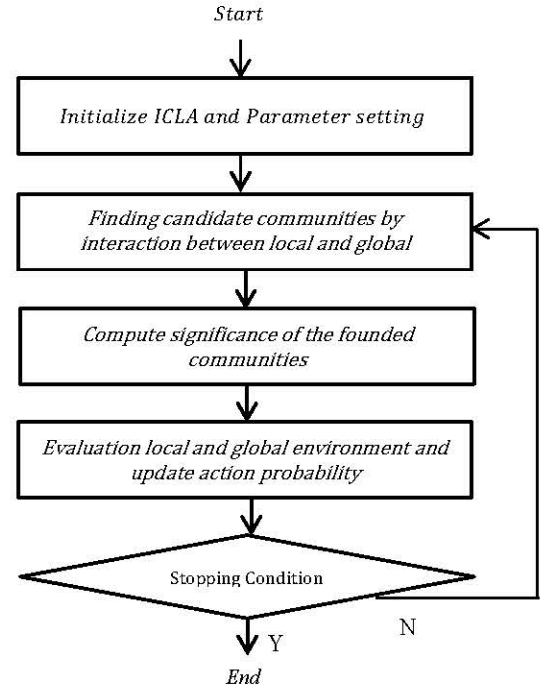 Start
Initialize ICLA and Parameter setting
Finding candidate communities by
interaction between local and global
Compute significance of the founded
communities
Evaluation local and global environment and
update action probability
Stopping Condition
N
Y
End